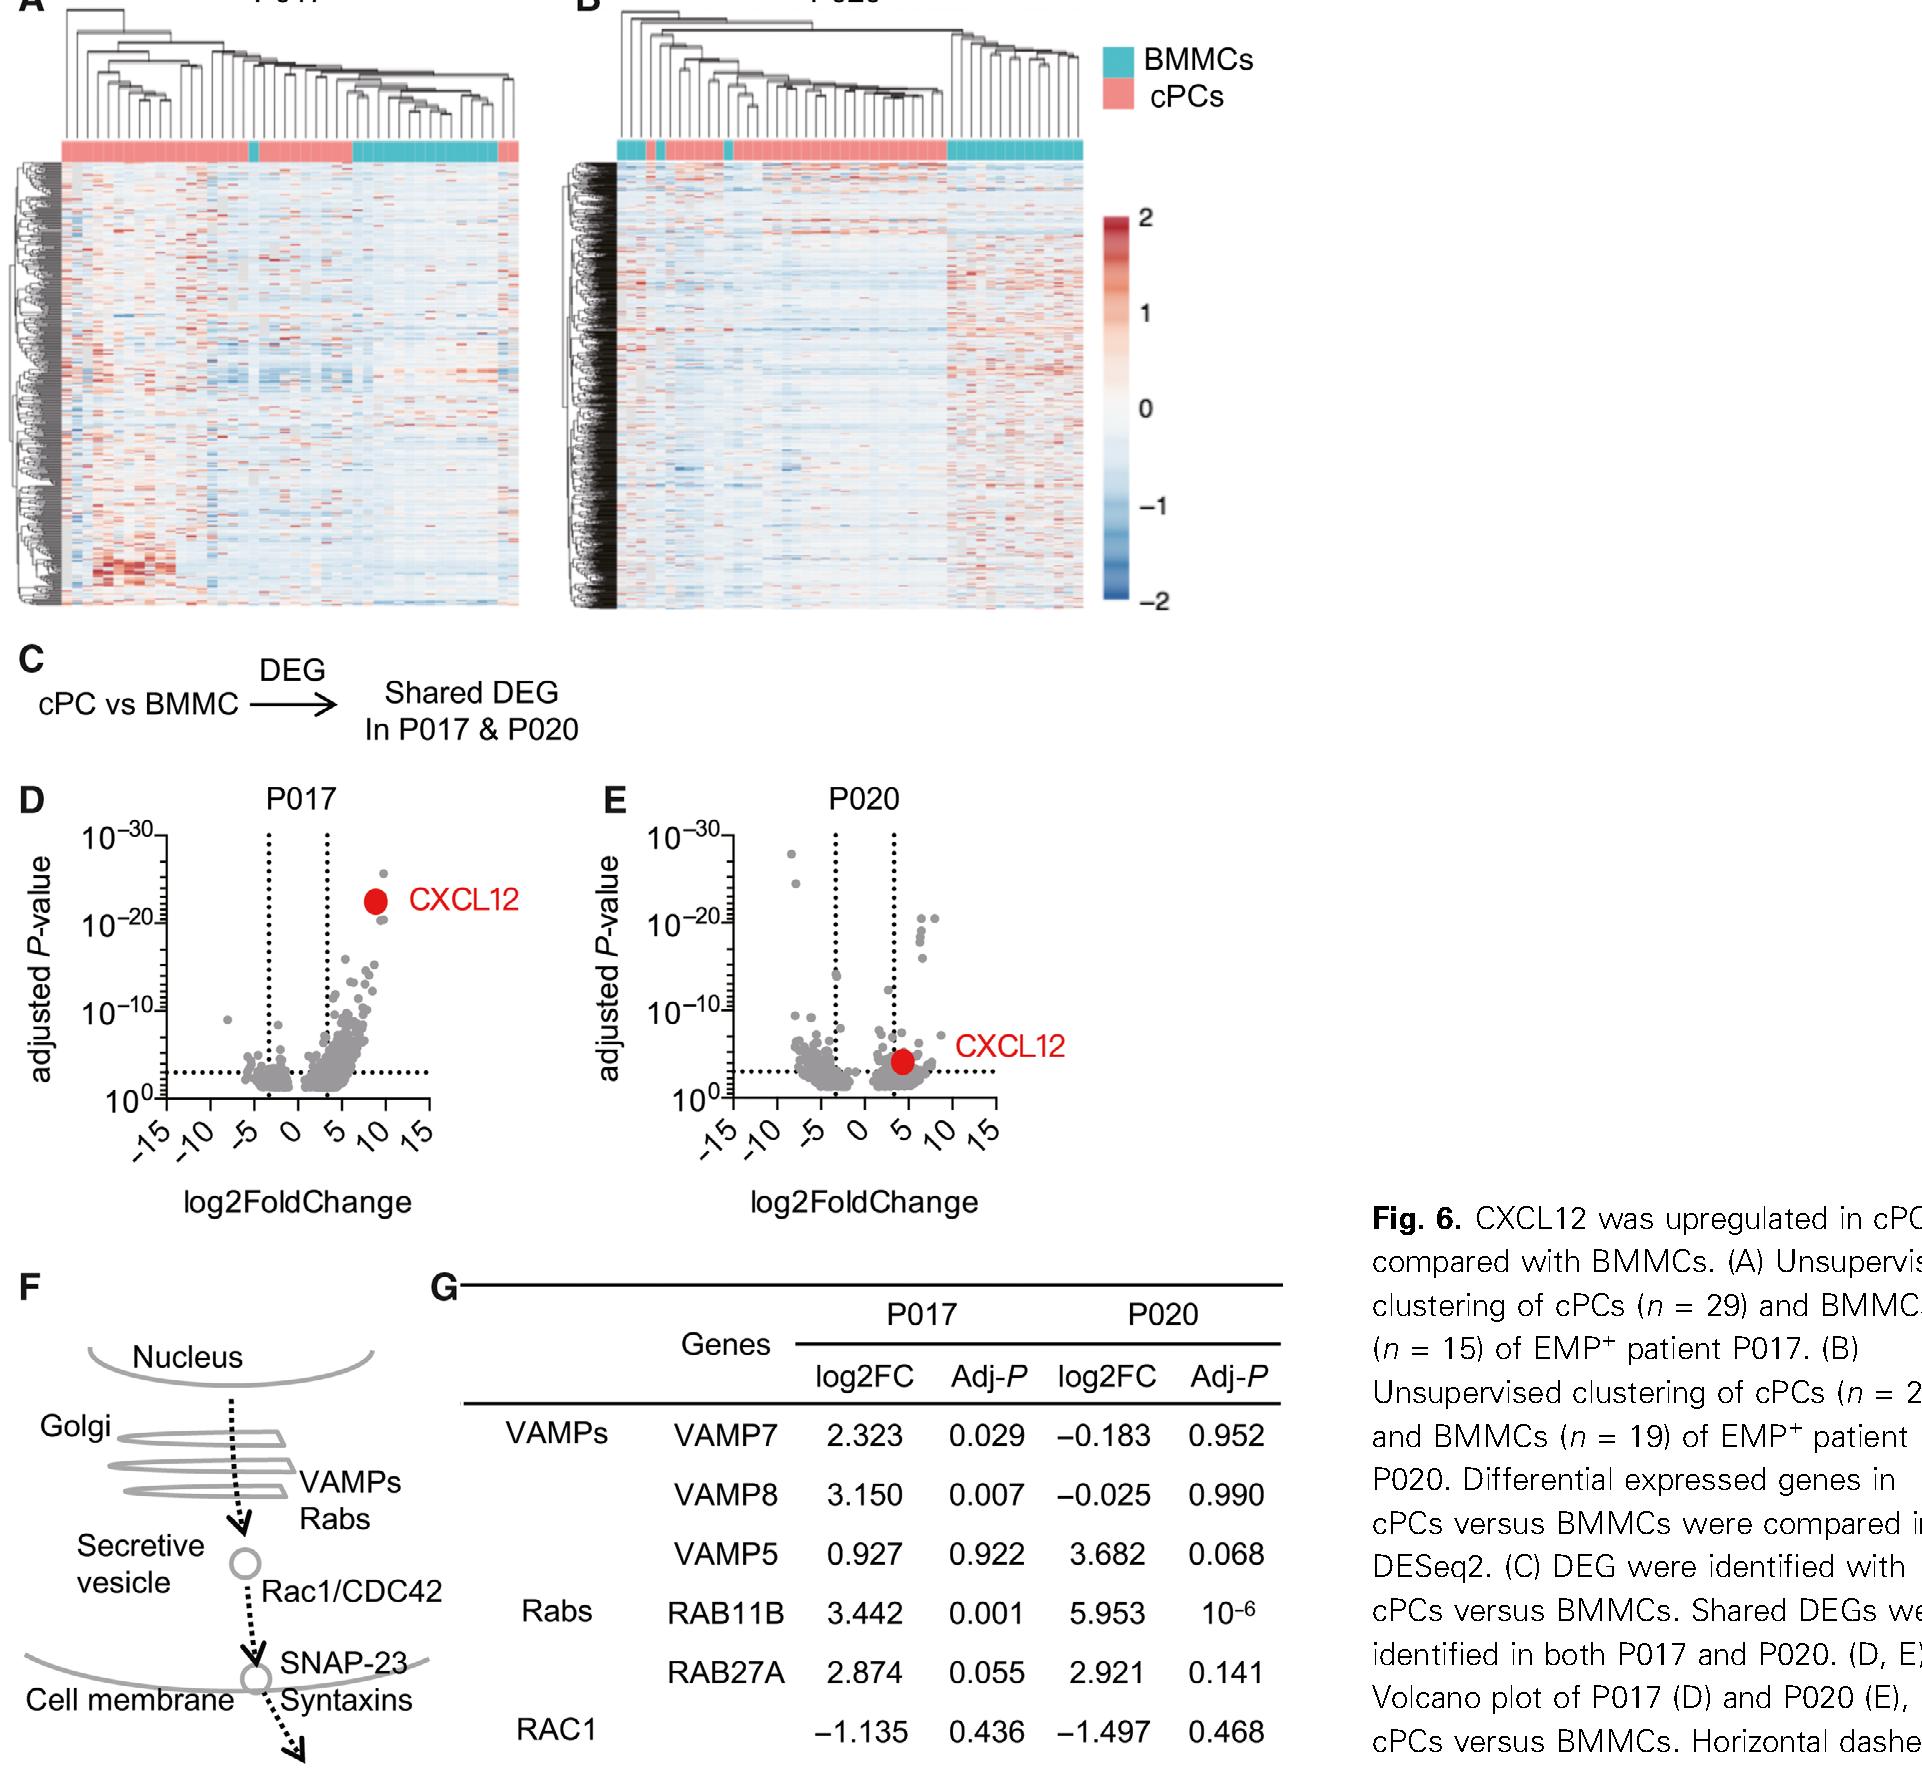 BMMCs
cPCs
2
1
0
–1
–2
C
cPC vs BMMC
DEG
Shared DEG
In P017 & P020
D
P017
adjusted P-value
10–30
10–20
10–10
100
CXCL12
-15
-10
-5
0
5
10
15
log2FoldChange
E
P020
adjusted P-value
10–30
10–20
10–10
100
CXCL12
-15
-10
-5
0
5
10
15
log2FoldChange
F
Nucleus
Golgi
VAMPs
Rabs
Secretive
vesicle
Rac1/CDC42
SNAP-23
Cell membrane
Syntaxins
G
P017 P020
Genes
log2FC Adj-P log2FC Adj-P
VAMPs VAMP7 2.323 0.029 –0.183 0.952
VAMP8 3.150 0.007 –0.025 0.990
VAMP5 0.927 0.922 3.682 0.068
Rabs RAB11B 3.442 0.001 5.953 10–6
RAB27A 2.874 0.055 2.921 0.141
RAC1 –1.135 0.436 –1.497 0.468
Fig. 6. CXCL12 was upregulated in
compared with BMMCs. (A)
clustering of cPCs (n = 29) and
(n = 15) of EMP+ patient P017. (B)
Unsupervised clustering of cPCs (n =
and BMMCs (n = 19) of EMP+ patient
P020. Differential expressed genes in
cPCs versus BMMCs were compared
DESeq2. (C) DEG were identified with
cPCs versus BMMCs. Shared DEGs
identified in both P017 and P020. (D, E)
Volcano plot of P017 (D) and P020 (E),
cPCs versus BMMCs. Horizontal